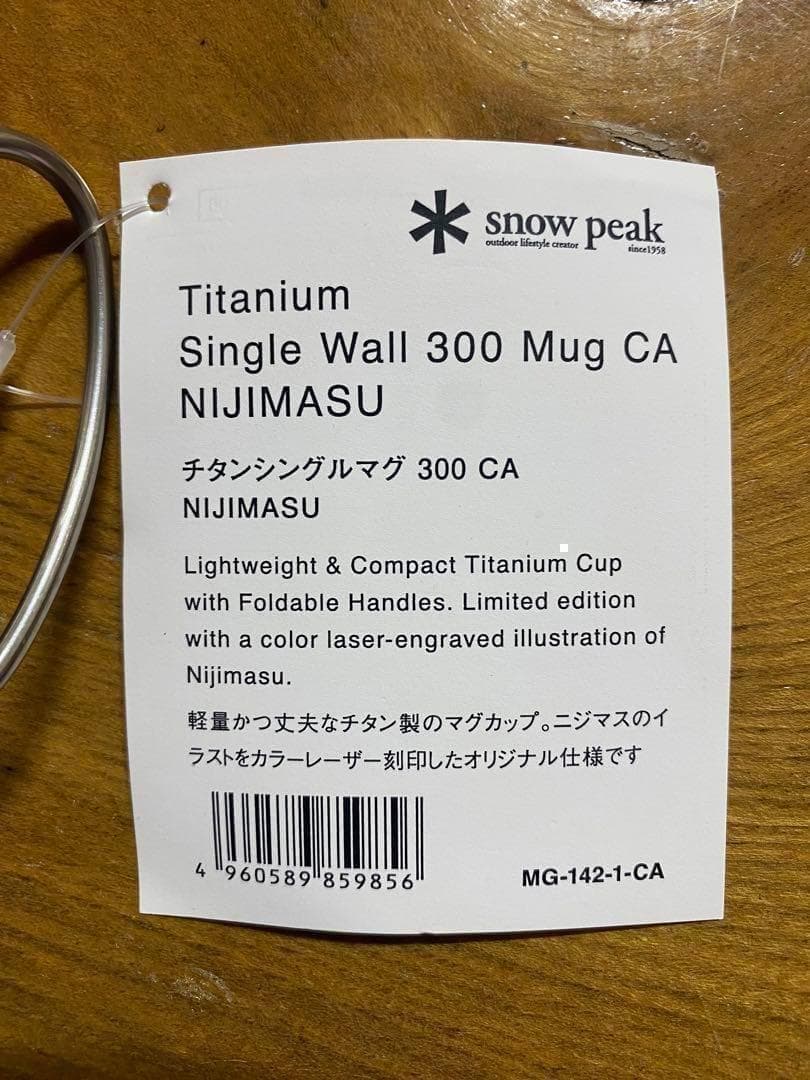 snow peak
outdoor lifestyle creator
since1958
Titanium
Single Wall 300 Mug CA
NIJIMASU
チタンシングルマグ 300 CA
NIJIMASU
Lightweight & Compact Titanium Cup
with Foldable Handles. Limited edition
with a color laser-engraved illustration of
Nijimasu.
軽量かつ丈夫なチタン製のマグカップ。ニジマスのイ
ラストをカラーレーザー刻印したオリジナル仕様です
4 960589 859856
MG-142-1-CA